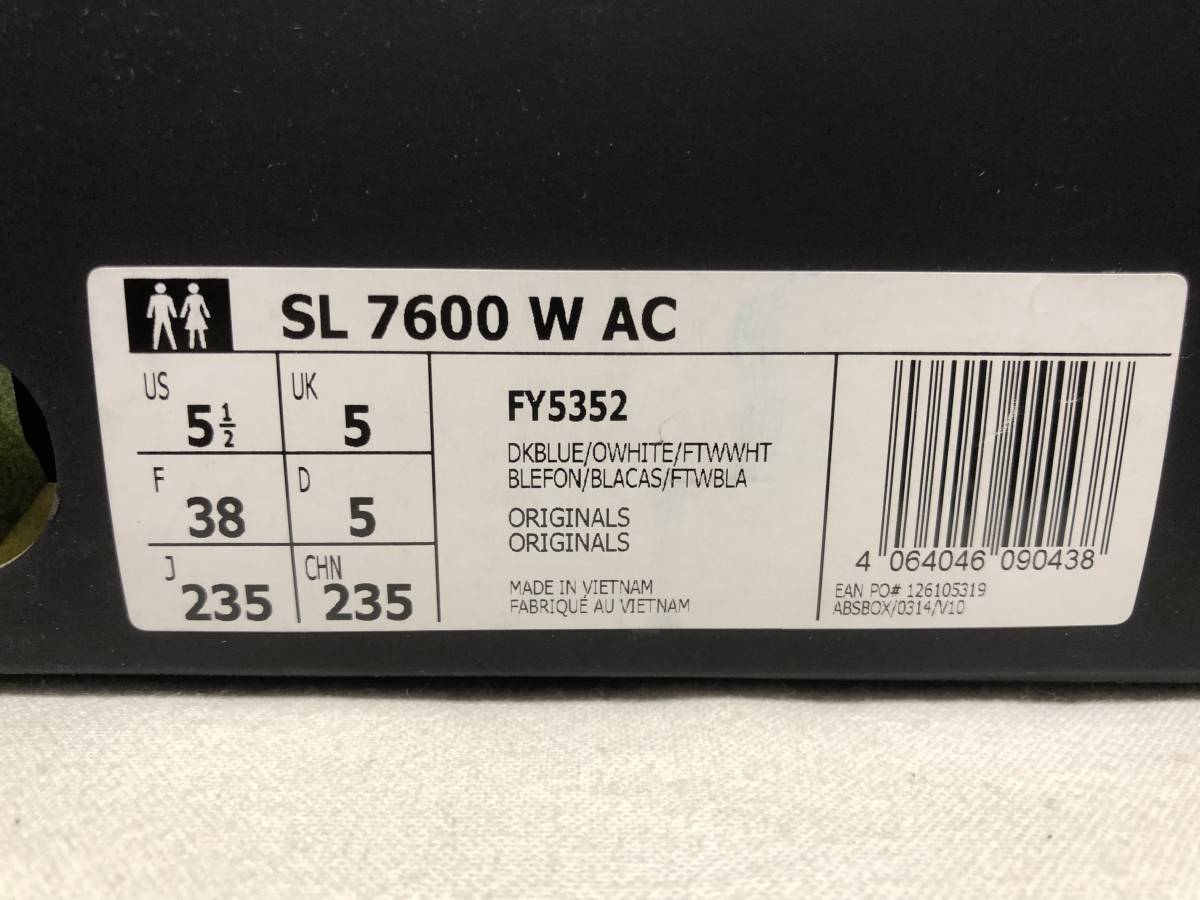 SL 7600 W AC
US 5½
UK 5
F 38
D 5
J 235
CHN 235
FY5352
DKBLUE/OWHITE/FTWWHT
BLEFON/BLACAS/FTWBLA
ORIGINALS
ORIGINALS
MADE IN VIETNAM
FABRIQUÉ AU VIETNAM
4 064046 090438
EAN PO# 126105319
ABSBOX/0314/V10